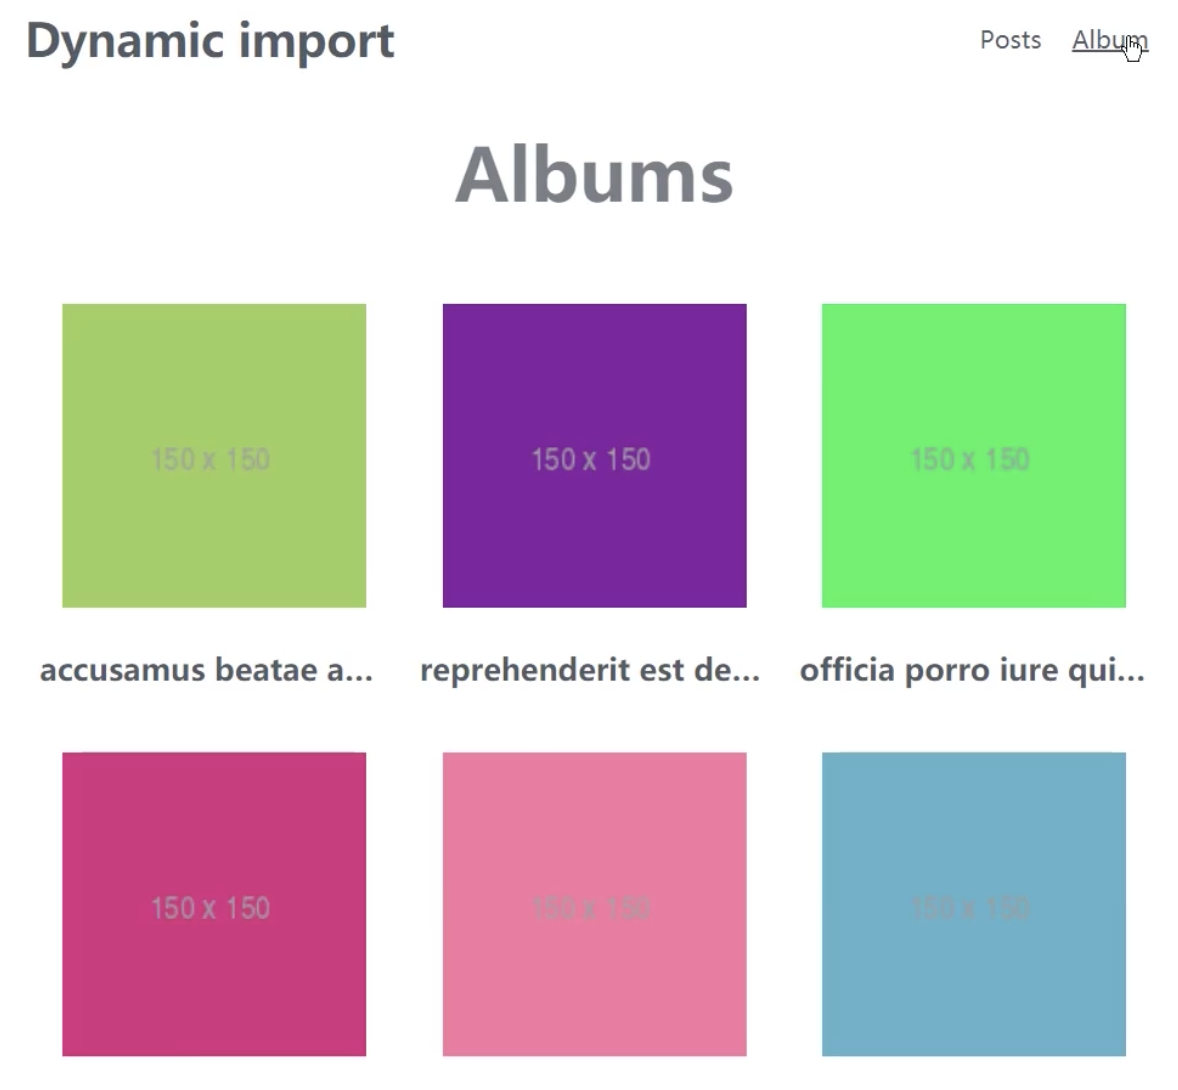 Dynamic import
Posts
Album
Albums
150 x 150
150 x 150
150 x 150
accusamus beatae a...
reprehenderit est de...
officia porro iure qui...
150 x 150
150 x 150
150 x 150